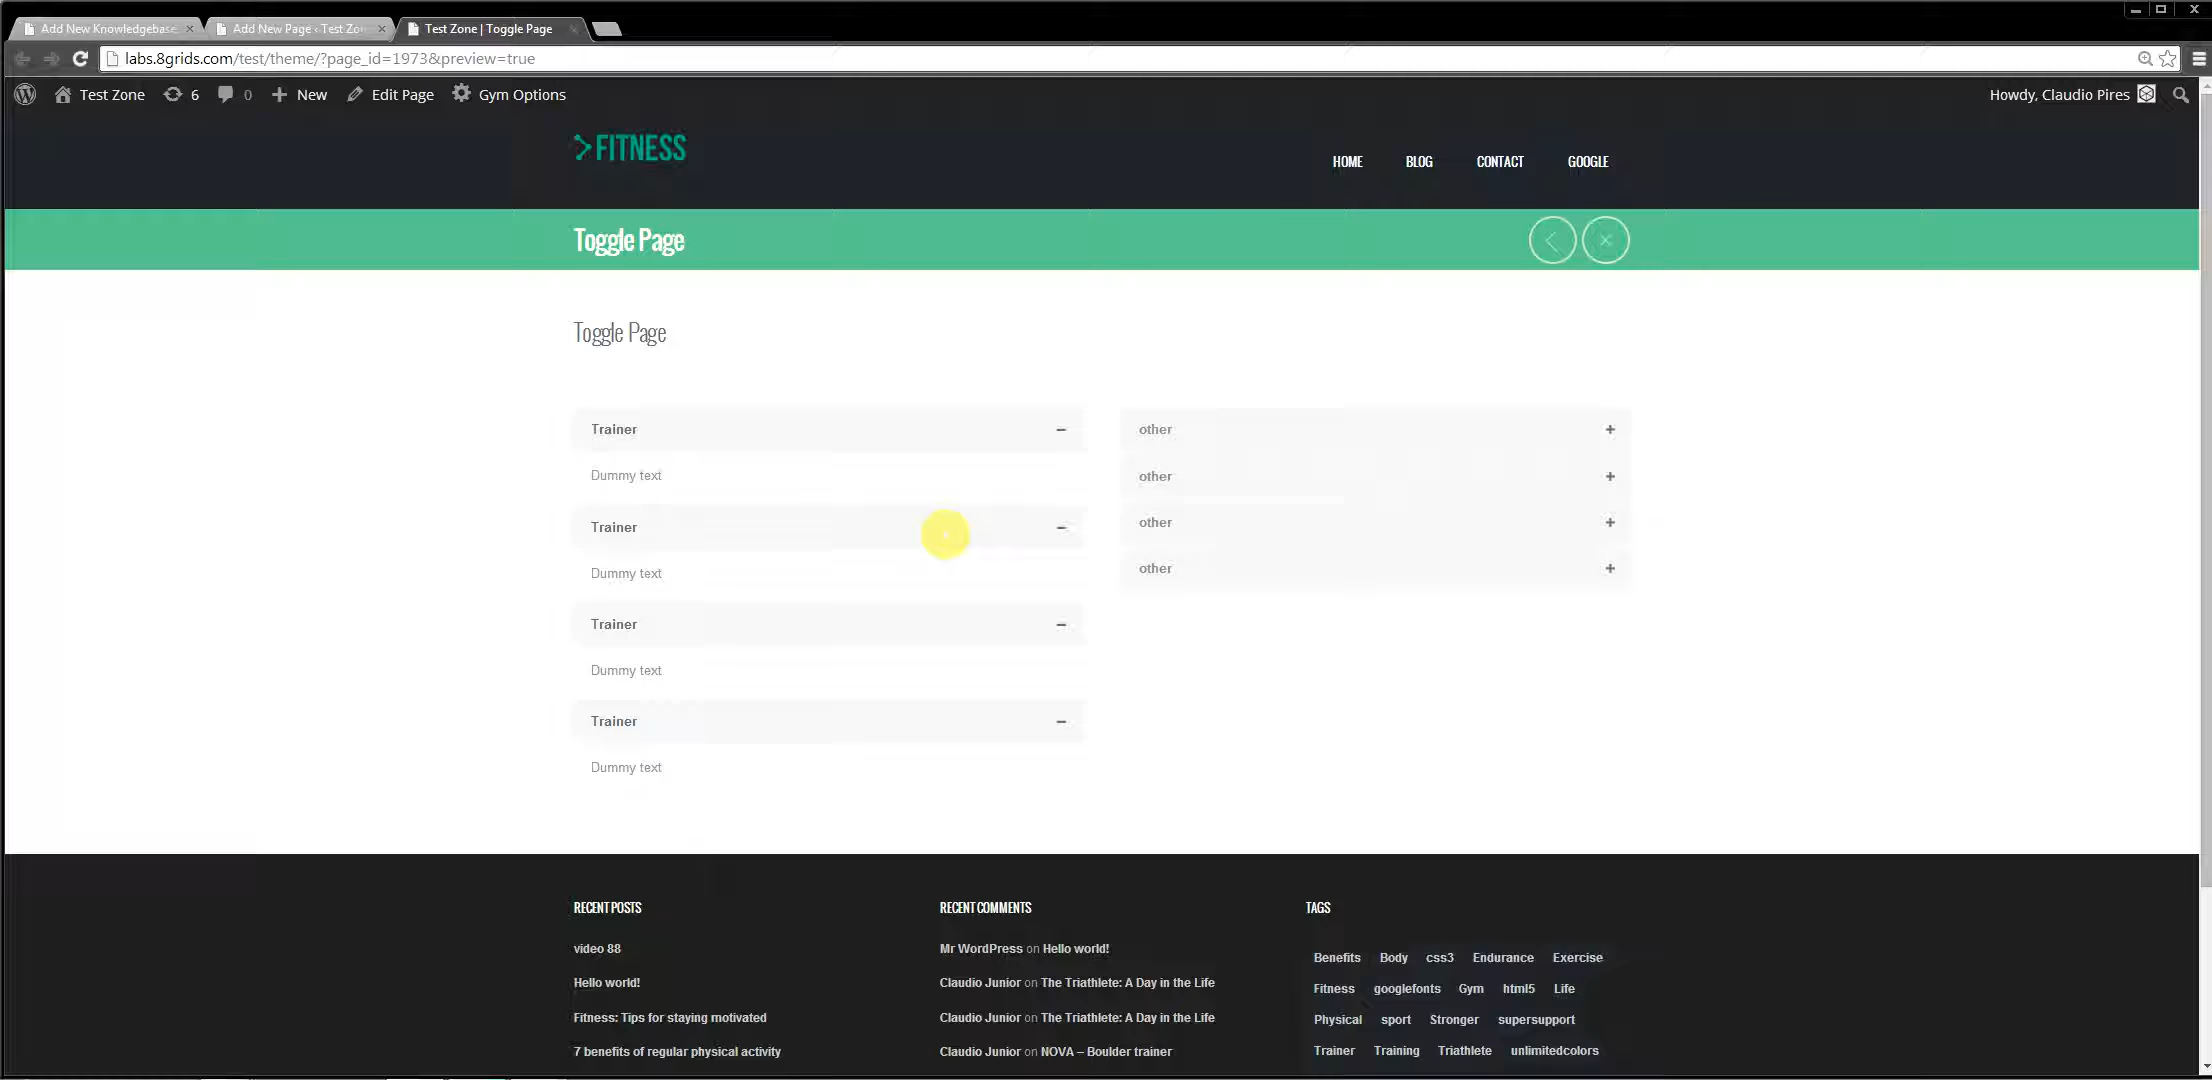 Add New Knowledgebase
Add New Page ‹ Test Zo
Test Zone | Toggle Page
labs.8grids.com/test/theme/?page_id=1973&preview=true
Test Zone 6 0 New Edit Page Gym Options Howdy, Claudio Pires
FITNESS
HOME BLOG CONTACT GOOGLE
Toggle Page
Toggle Page
Trainer
Dummy text
Trainer
Dummy text
Trainer
Dummy text
Trainer
Dummy text
other
other
other
other
RECENT POSTS
video 88
Hello world!
Fitness: Tips for staying motivated
7 benefits of regular physical activity
RECENT COMMENTS
Mr WordPress on Hello world!
Claudio Junior on The Triathlete: A Day in the Life
Claudio Junior on The Triathlete: A Day in the Life
Claudio Junior on NOVA – Boulder trainer
TAGS
Benefits Body css3 Endurance Exercise
Fitness googlefonts Gym html5 Life
Physical sport Stronger supersupport
Trainer Training Triathlete unlimitedcolors